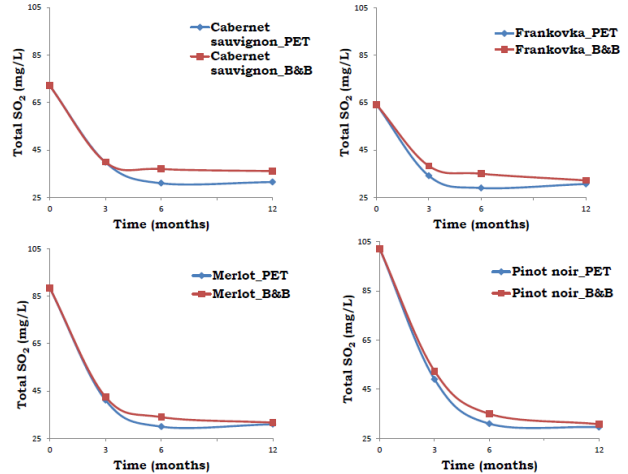 Total SO2 (mg/L)
105
85
65
45
25
Cabernet
sauvignon_PET
Cabernet
sauvignon_B&B
0 3 6 12
Time (months)
Total SO2 (mg/L)
105
85
65
45
25
Frankovka_PET
Frankovka_B&B
0 3 6 12
Time (months)
Total SO2 (mg/L)
105
85
65
45
25
Merlot_PET
Merlot_B&B
0 3 6 12
Time (months)
Total SO2 (mg/L)
105
85
65
45
25
Pinot noir_PET
Pinot noir_B&B
0 3 6 12
Time (months)